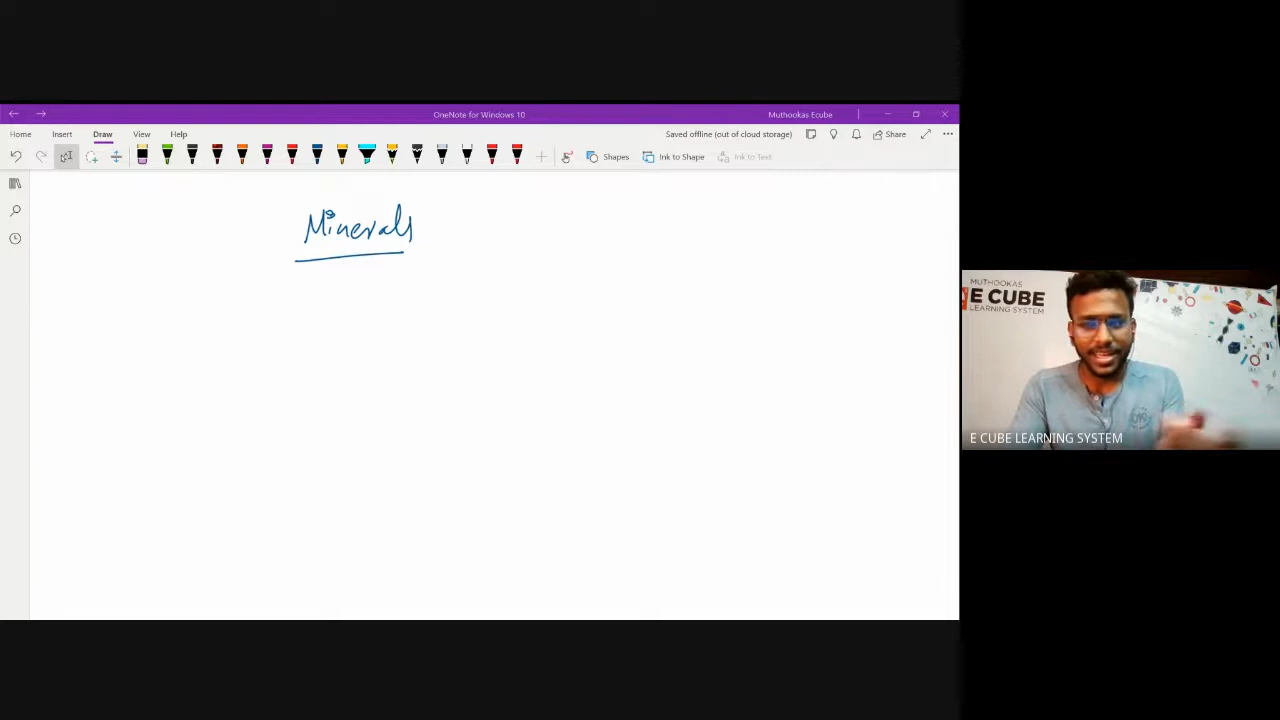 OneNote for Windows 10
Muthookas Ecube
Home Insert Draw View Help
Saved offline (out of cloud storage)
Share
Shapes
Ink to Shape
Ink to Text
Minerals
MUTHOOKAS
E CUBE
LEARNING SYSTEM
E CUBE LEARNING SYSTEM